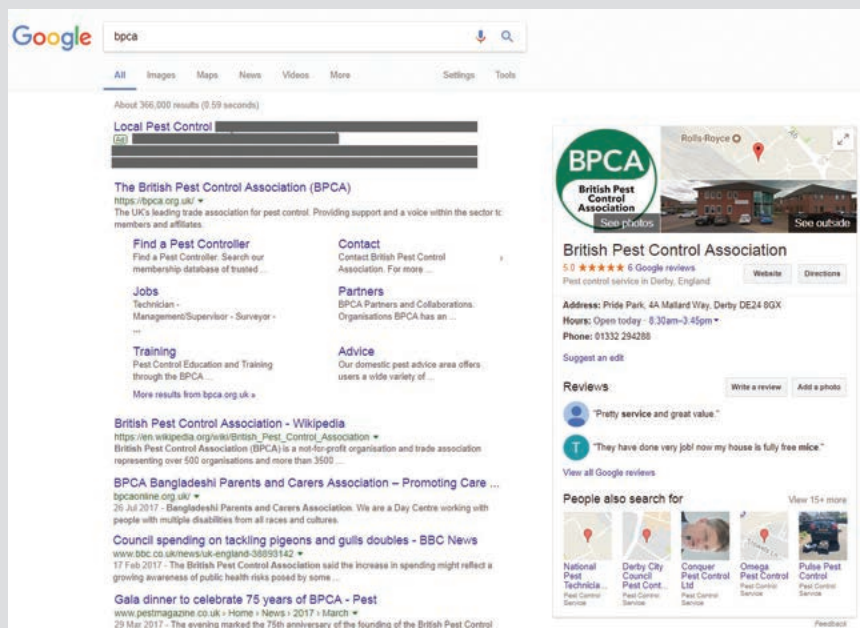 Google
bpca
All Images Maps News Videos More Settings Tools
About 366,000 results (0.59 seconds)
Local Pest Control
Ad
The British Pest Control Association (BPCA)
https://bpca.org.uk/
The UK's leading trade association for pest control. Providing support and a voice within the sector to
members and affiliates.
Find a Pest Controller
Find a Pest Controller. Search our
membership database of trusted ...
Contact
Contact British Pest Control
Association. For more ...
Jobs
Technician -
Management/Supervisor - Surveyor -
...
Partners
BPCA Partners and Collaborations.
Organisations BPCA has an ...
Training
Pest Control Education and Training
through the BPCA ...
Advice
Our domestic pest advice area offers
users a wide variety of ...
More results from bpca.org.uk »
British Pest Control Association - Wikipedia
https://en.wikipedia.org/wiki/British_Pest_Control_Association
British Pest Control Association (BPCA) is a not-for-profit organisation and trade association
representing over 500 organisations and more than 3500 ...
BPCA Bangladeshi Parents and Carers Association – Promoting Care ...
bpcaonline.org.uk/
26 Jul 2017 - Bangladeshi Parents and Carers Association. We are a Day Centre working with
people with multiple disabilities from all races and cultures.
Council spending on tackling pigeons and gulls doubles - BBC News
www.bbc.co.uk/news/uk-england-38893142
17 Feb 2017 - The British Pest Control Association said the increase in spending might reflect a
growing awareness of public health risks posed by some ...
Gala dinner to celebrate 75 years of BPCA - Pest
www.pestmagazine.co.uk › Home › News › 2017 › March
29 Mar 2017 - The evening marked the 75th anniversary of the founding of the British Pest Control
BPCA
British Pest
Control
Association
See photos
Rolls-Royce
See outside
British Pest Control Association
5.0 ★★★★★ 6 Google reviews
Pest control service in Derby, England
Website
Directions
Address: Pride Park, 4A Mallard Way, Derby DE24 8GX
Hours: Open today · 8:30am–3:45pm
Phone: 01332 294288
Suggest an edit
Reviews
Write a review
Add a photo
"Pretty service and great value."
T
"They have done very job! now my house is fully free mice."
View all Google reviews
People also search for
View 15+ more
National
Pest
Technicia...
Pest Control
Service
Derby City
Council
Pest Cont...
Pest Control
Service
Conquer
Pest Control
Ltd
Pest Control
Service
Omega
Pest Control
Pest Control
Service
Pulse Pest
Control
Pest Control
Service
Feedback